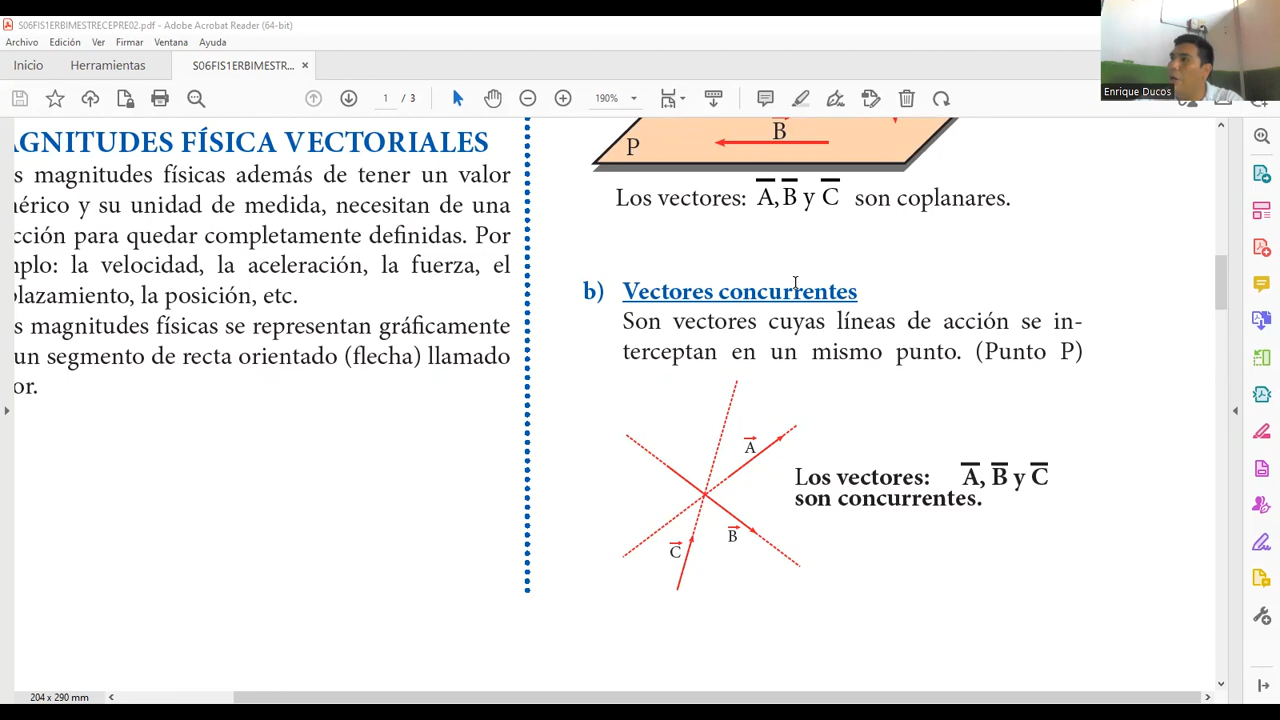 S06FIS1ERBIMESTRECEPRE02.pdf - Adobe Acrobat Reader (64-bit)
Archivo Edición Ver Firmar Ventana Ayuda
Inicio Herramientas S06FIS1ERBIMESTR... ×
1 / 3 190%
Enrique Ducos
AGNITUDES FÍSICA VECTORIALES
s magnitudes físicas además de tener un valor
érico y su unidad de medida, necesitan de una
cción para quedar completamente definidas. Por
mplo: la velocidad, la aceleración, la fuerza, el
plazamiento, la posición, etc.
s magnitudes físicas se representan gráficamente
un segmento de recta orientado (flecha) llamado
or.
P
B
Los vectores: A, B y C son coplanares.
b) Vectores concurrentes
Son vectores cuyas líneas de acción se in-
terceptan en un mismo punto. (Punto P)
A
B
C
Los vectores: A, B y C
son concurrentes.
204 x 290 mm